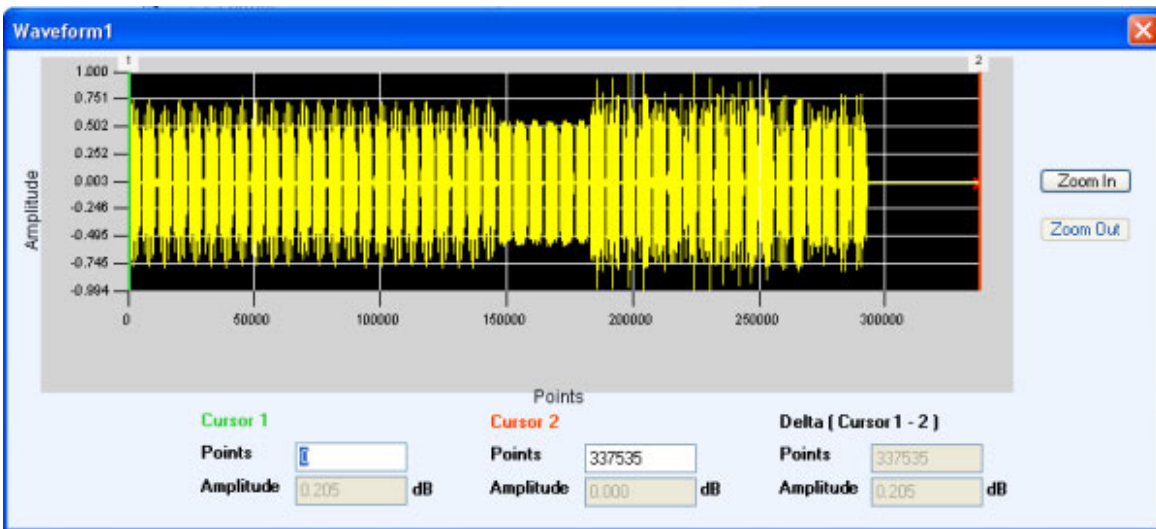 Waveform1
1 2
1.000
0.751
0.502
0.252
0.003
-0.246
-0.495
-0.745
-0.994
Amplitude
0 50000 100000 150000 200000 250000 300000
Points
Zoom In
Zoom Out
Cursor 1 Cursor 2 Delta ( Cursor 1 - 2 )
Points 0 Points 337535 Points 337535
Amplitude 0.205 dB Amplitude 0.000 dB Amplitude 0.205 dB